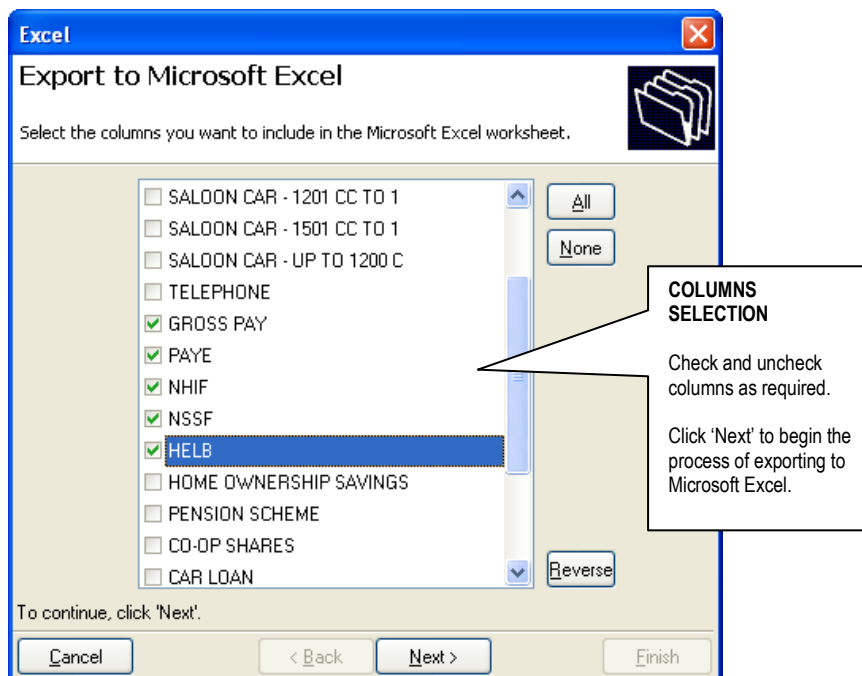 Excel
Export to Microsoft Excel
Select the columns you want to include in the Microsoft Excel worksheet.
SALOON CAR - 1201 CC TO 1
SALOON CAR - 1501 CC TO 1
SALOON CAR - UP TO 1200 C
TELEPHONE
GROSS PAY
PAYE
NHIF
NSSF
HELB
HOME OWNERSHIP SAVINGS
PENSION SCHEME
CO-OP SHARES
CAR LOAN
All
None
Reverse
COLUMNS
SELECTION
Check and uncheck
columns as required.
Click ‘Next’ to begin the
process of exporting to
Microsoft Excel.
To continue, click 'Next'.
Cancel
< Back
Next >
Finish